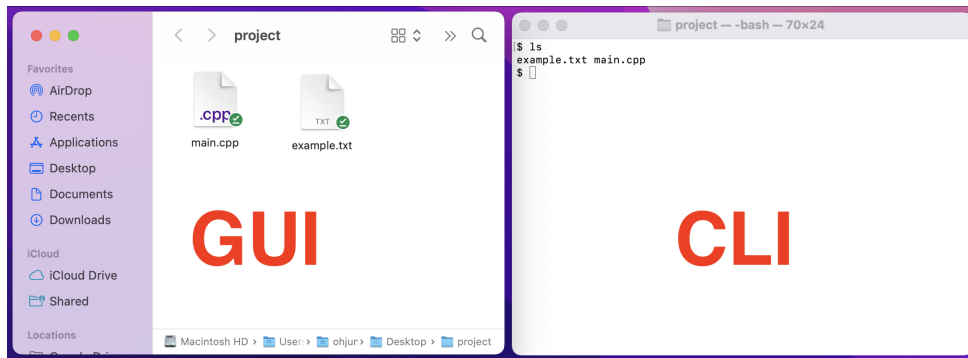 project
Favorites
AirDrop
Recents
Applications
Desktop
Documents
Downloads
iCloud
iCloud Drive
Shared
Locations
.cpp
main.cpp
TXT
example.txt
GUI
Macintosh HD › User › ohjur › Desktop › project
project — -bash — 70×24
$ ls
example.txt main.cpp
$
CLI